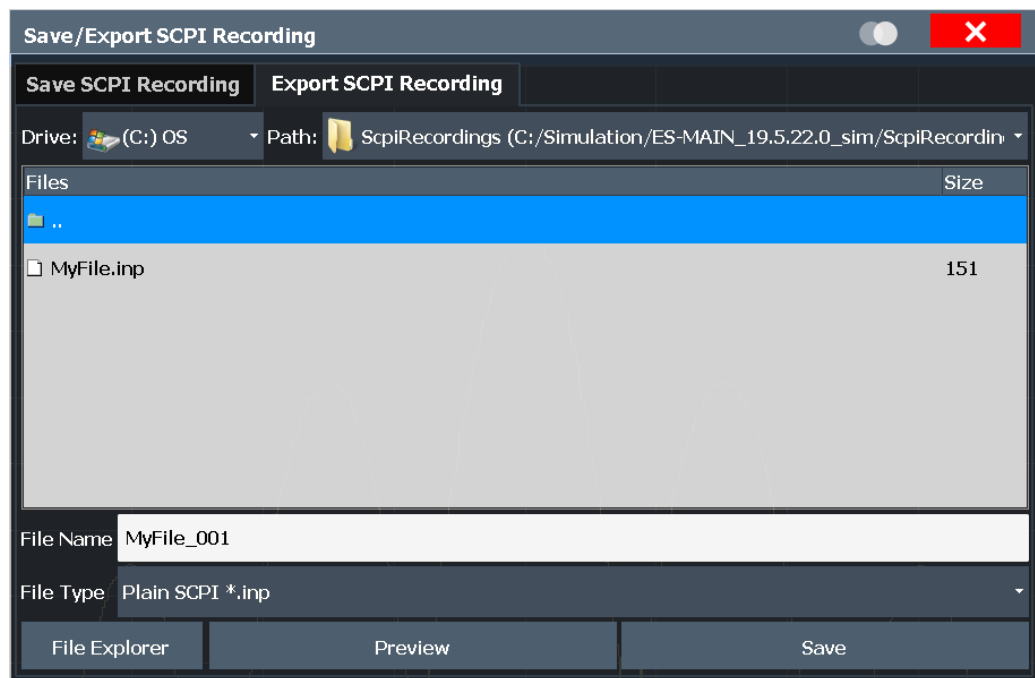 Save/Export SCPI Recording
Save SCPI Recording Export SCPI Recording
Drive: (C:) OS Path: ScpiRecordings (C:/Simulation/ES-MAIN_19.5.22.0_sim/ScpiRecordin
Files Size
..
MyFile.inp 151
File Name MyFile_001
File Type Plain SCPI *.inp
File Explorer Preview Save